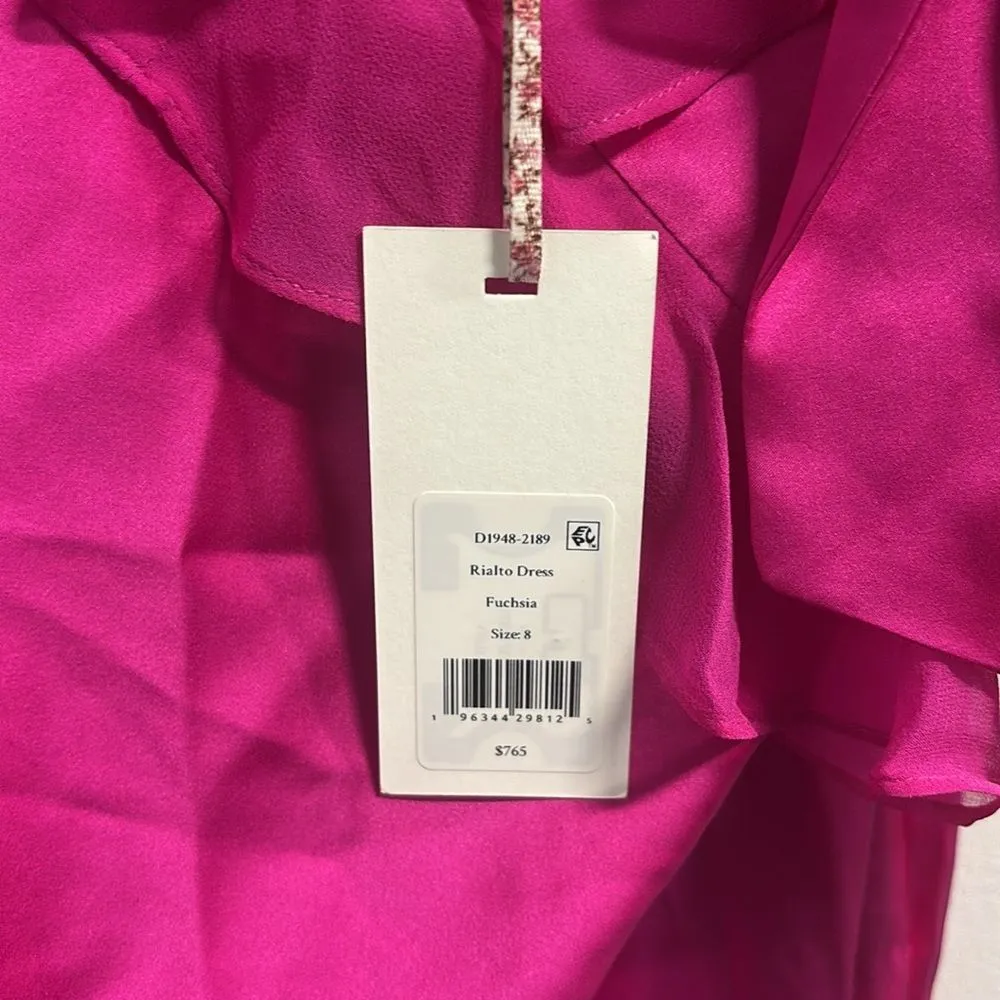 D1948-2189
Rialto Dress
Fuchsia
Size: 8
1 96344 29812 5
$765